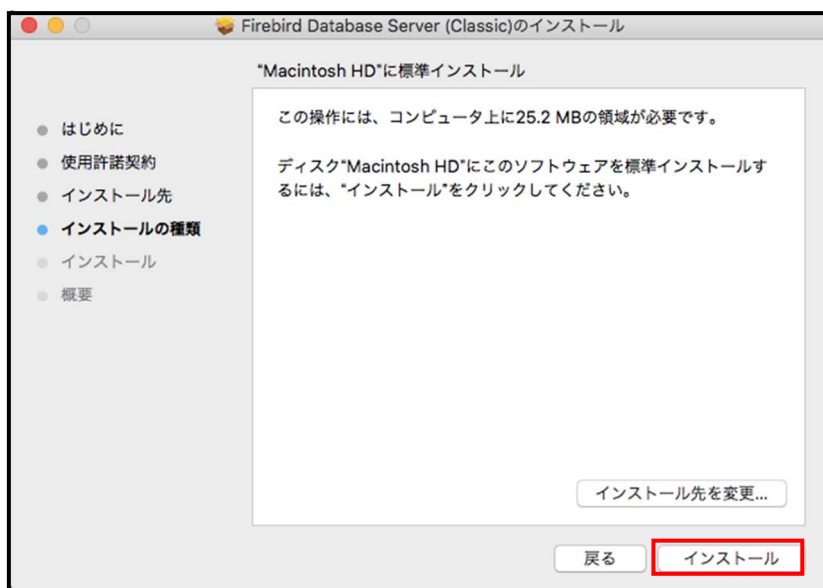 Firebird Database Server (Classic)のインストール
"Macintosh HD"に標準インストール
はじめに
使用許諾契約
インストール先
インストールの種類
インストール
概要
この操作には、コンピュータ上に25.2 MBの領域が必要です。
ディスク"Macintosh HD"にこのソフトウェアを標準インストールす
るには、"インストール"をクリックしてください。
インストール先を変更...
戻る
インストール